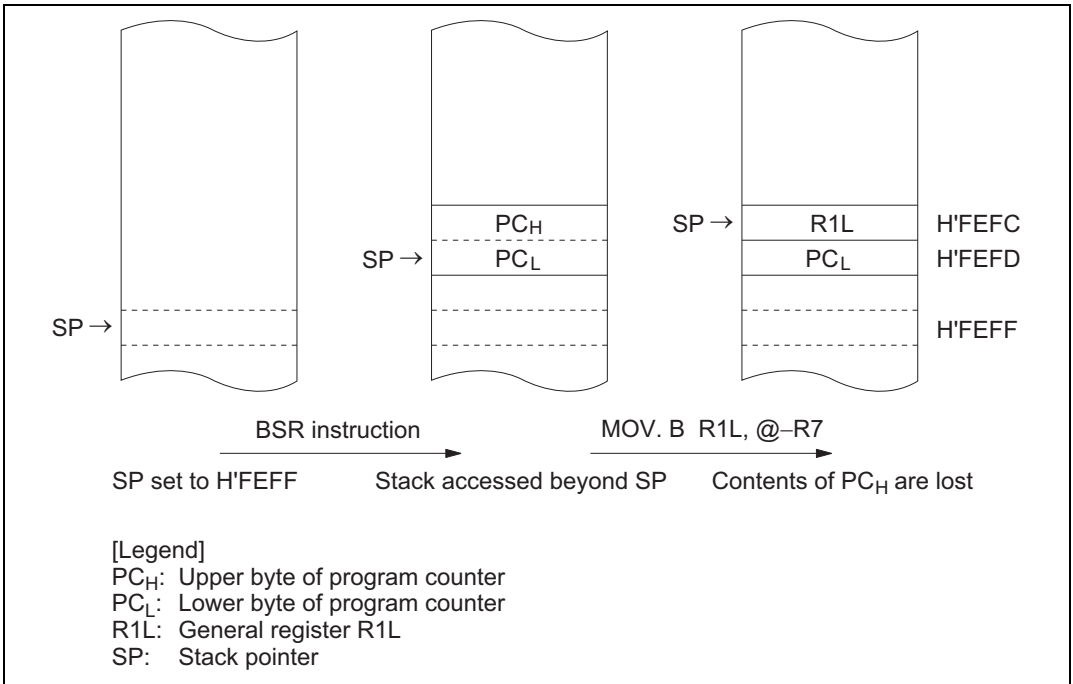 PCH
SP →
R1L
H'FEFC
SP →
PCL
PCL
H'FEFD
SP →
H'FEFF
BSR instruction
MOV. B R1L, @–R7
SP set to H'FEFF
Stack accessed beyond SP
Contents of PCH are lost
[Legend]
PCH: Upper byte of program counter
PCL: Lower byte of program counter
R1L: General register R1L
SP: Stack pointer